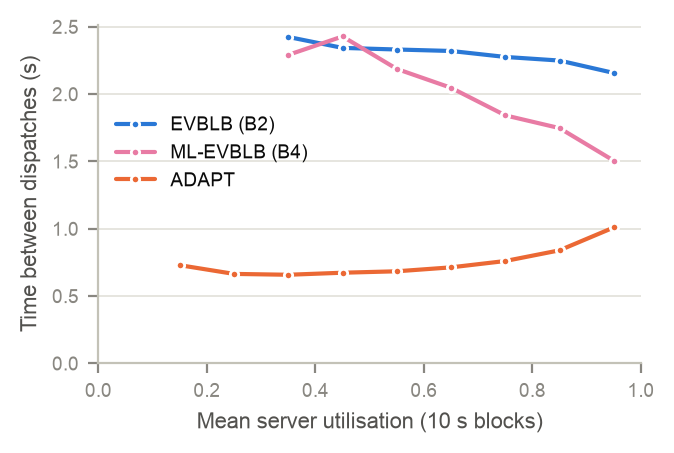 2.5
2.0
1.5
1.0
0.5
0.0
Time between dispatches (s)
EVBLB (B2)
ML-EVBLB (B4)
ADAPT
0.0 0.2 0.4 0.6 0.8 1.0
Mean server utilisation (10 s blocks)